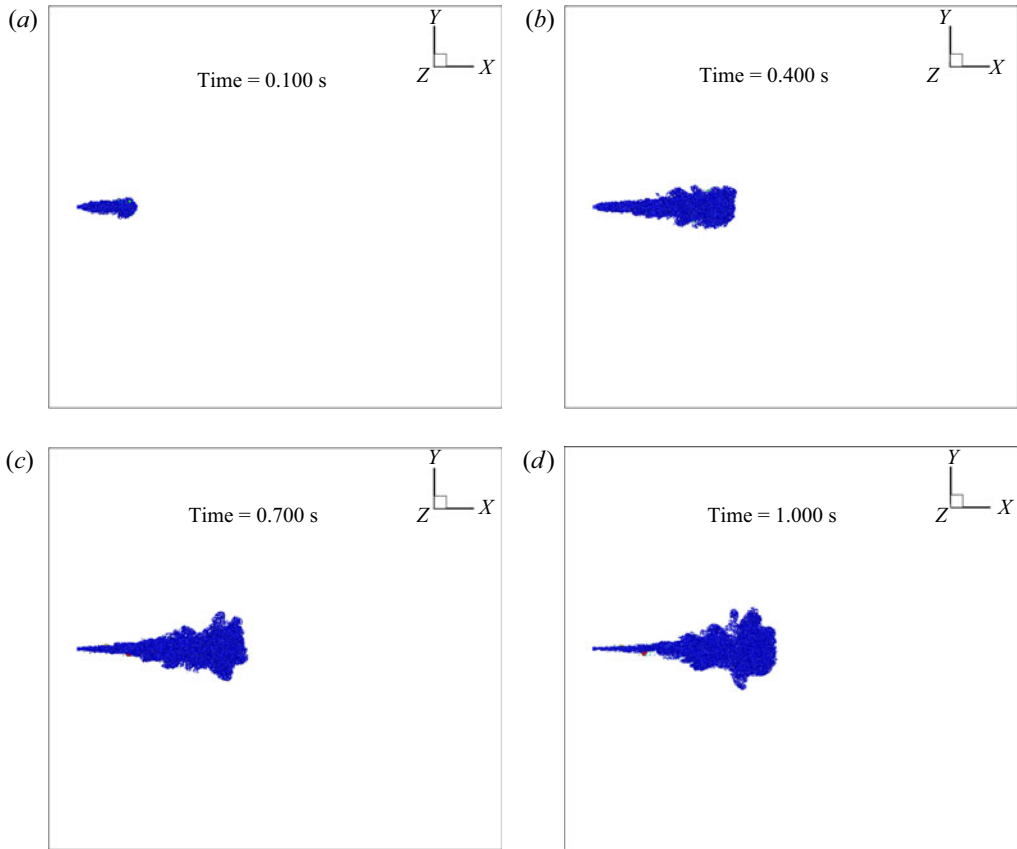 (a)
Y
Time = 0.100 s
Z
X
(b)
Y
Time = 0.400 s
Z
X
(c)
Y
Time = 0.700 s
Z
X
(d)
Y
Time = 1.000 s
Z
X